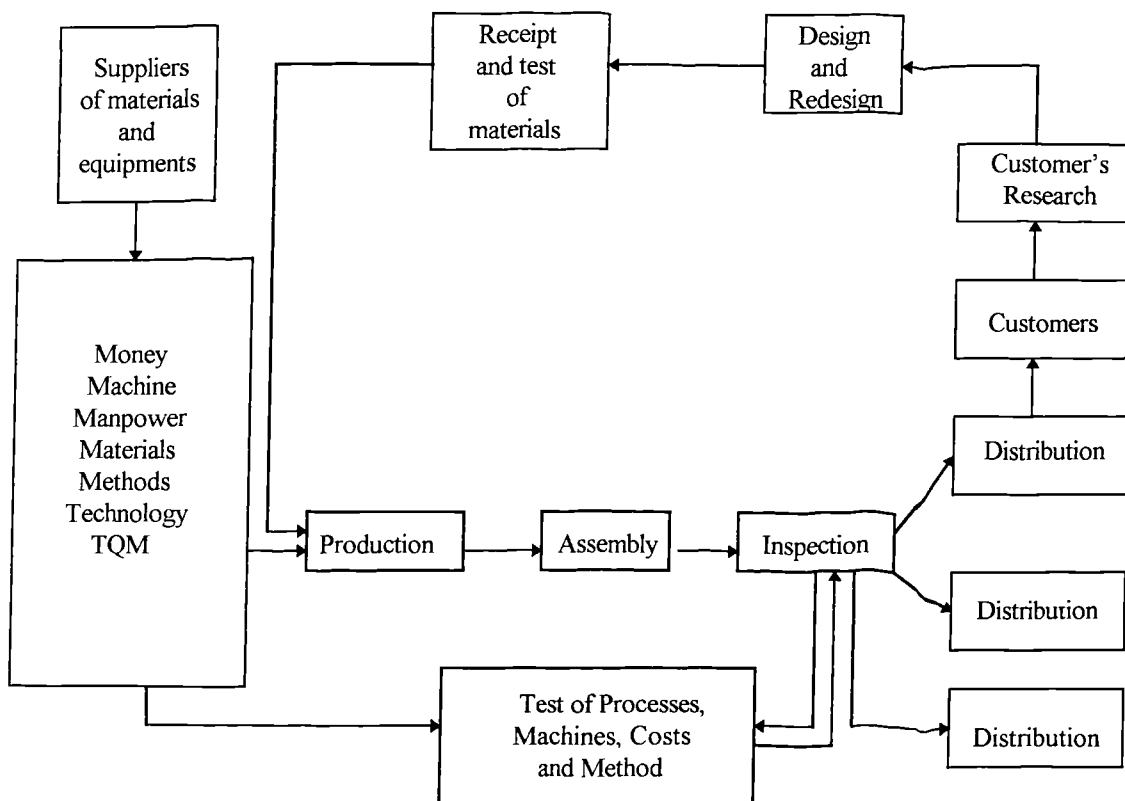 Suppliers
of materials
and
equipments
Receipt
and test
of
materials
Design
and
Redesign
Customer's
Research
Customers
Distribution
Money
Machine
Manpower
Materials
Methods
Technology
TQM
Production
Assembly
Inspection
Distribution
Test of Processes,
Machines, Costs
and Method
Distribution